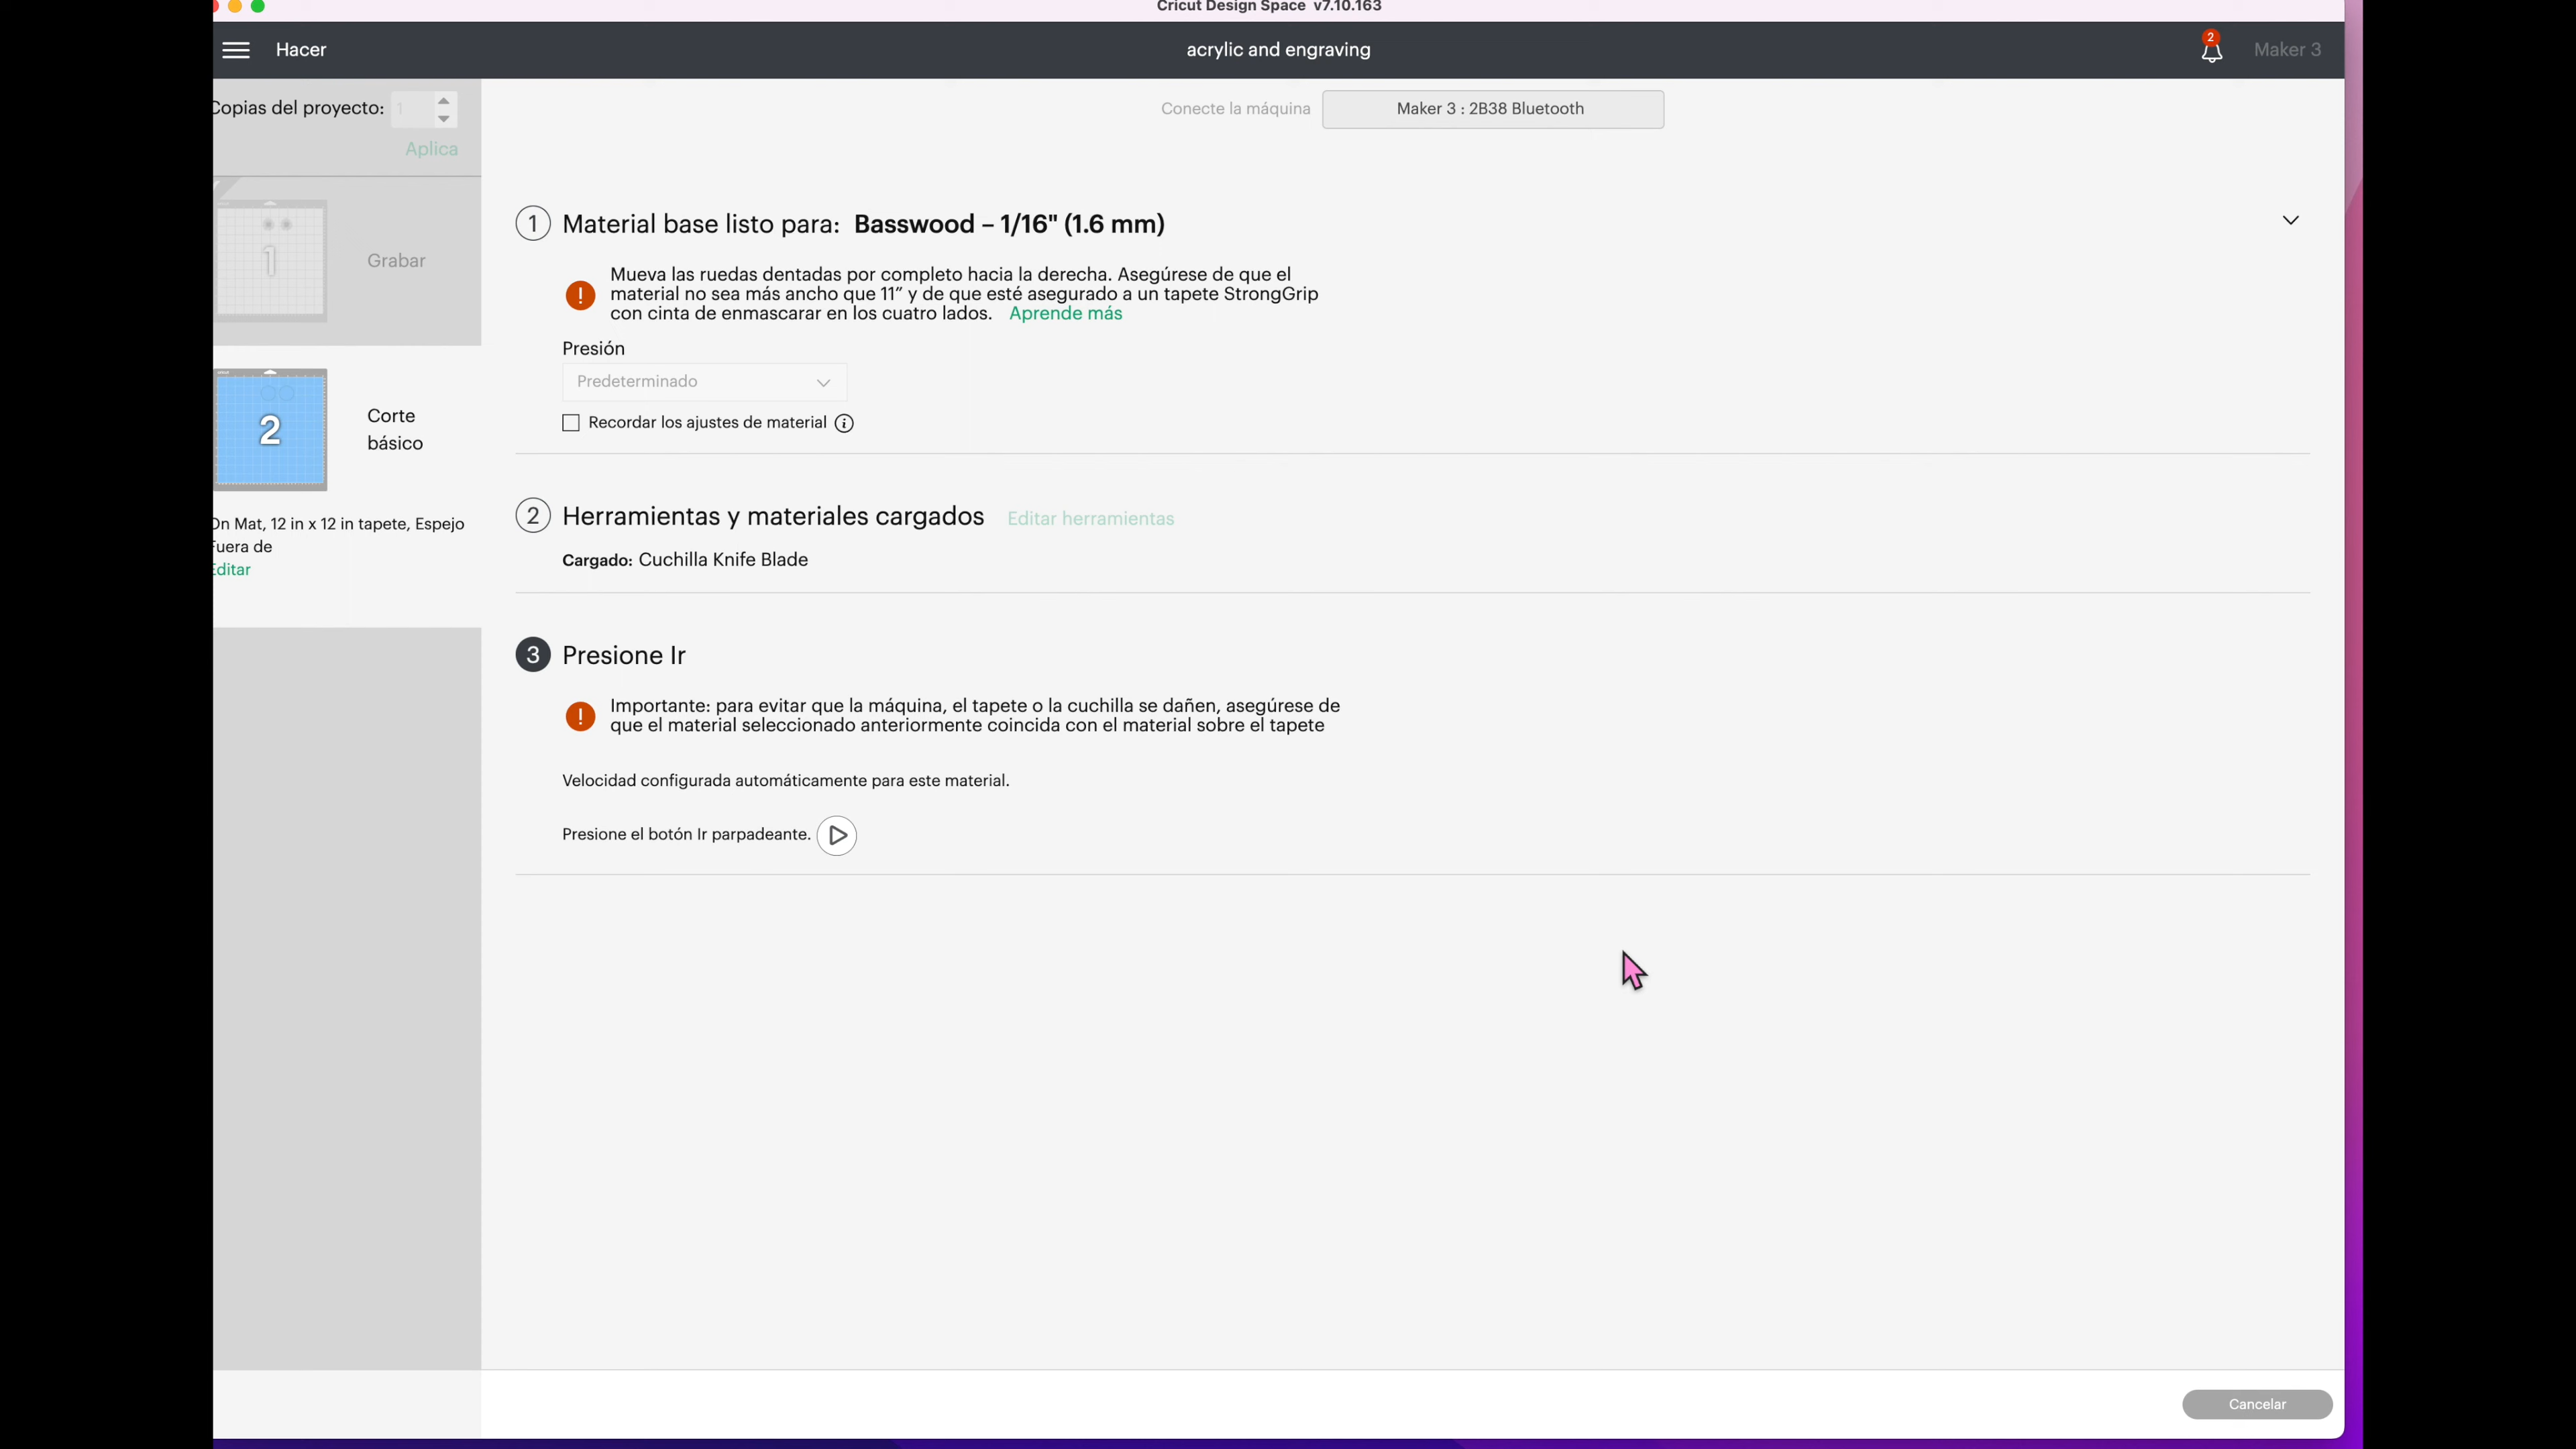 Cricut Design Space v7.10.163
Hacer
acrylic and engraving
2
Maker 3
Copias del proyecto: 1
Aplica
Conecte la máquina
Maker 3 : 2B38 Bluetooth
1
Grabar
2
Corte
básico
On Mat, 12 in x 12 in tapete, Espejo
Fuera de
Editar
1 Material base listo para: Basswood – 1/16" (1.6 mm)
! Mueva las ruedas dentadas por completo hacia la derecha. Asegúrese de que el
material no sea más ancho que 11” y de que esté asegurado a un tapete StrongGrip
con cinta de enmascarar en los cuatro lados. Aprende más
Presión
Predeterminado
Recordar los ajustes de material i
2 Herramientas y materiales cargados Editar herramientas
Cargado: Cuchilla Knife Blade
3 Presione Ir
! Importante: para evitar que la máquina, el tapete o la cuchilla se dañen, asegúrese de
que el material seleccionado anteriormente coincida con el material sobre el tapete
Velocidad configurada automáticamente para este material.
Presione el botón Ir parpadeante.
Cancelar